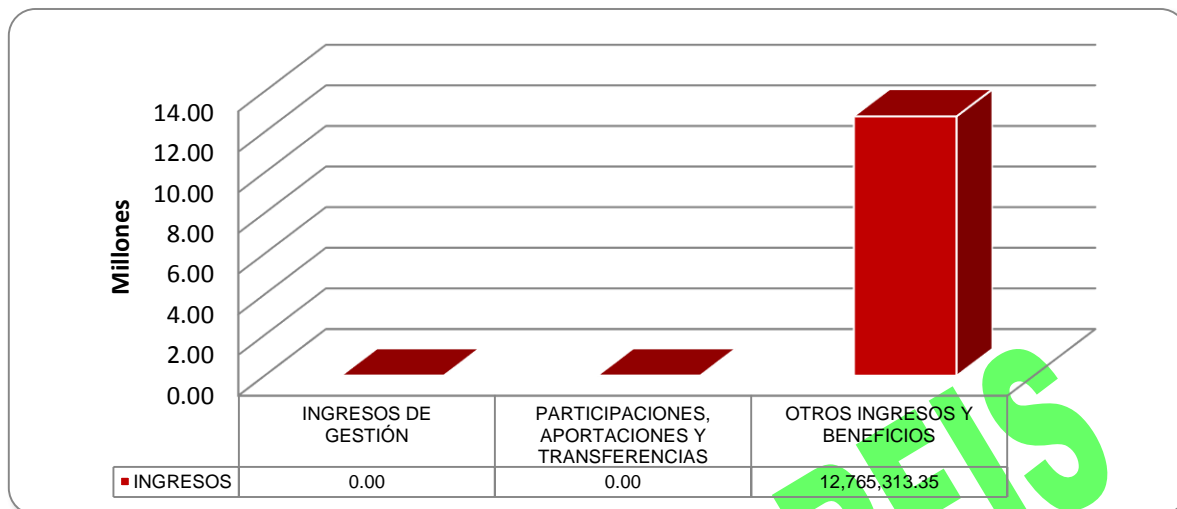 Millones
14.00
12.00
10.00
8.00
6.00
4.00
2.00
0.00
INGRESOS DE
GESTIÓN
PARTICIPACIONES,
APORTACIONES Y
TRANSFERENCIAS
OTROS INGRESOS Y
BENEFICIOS
INGRESOS 0.00 0.00 12,765,313.35